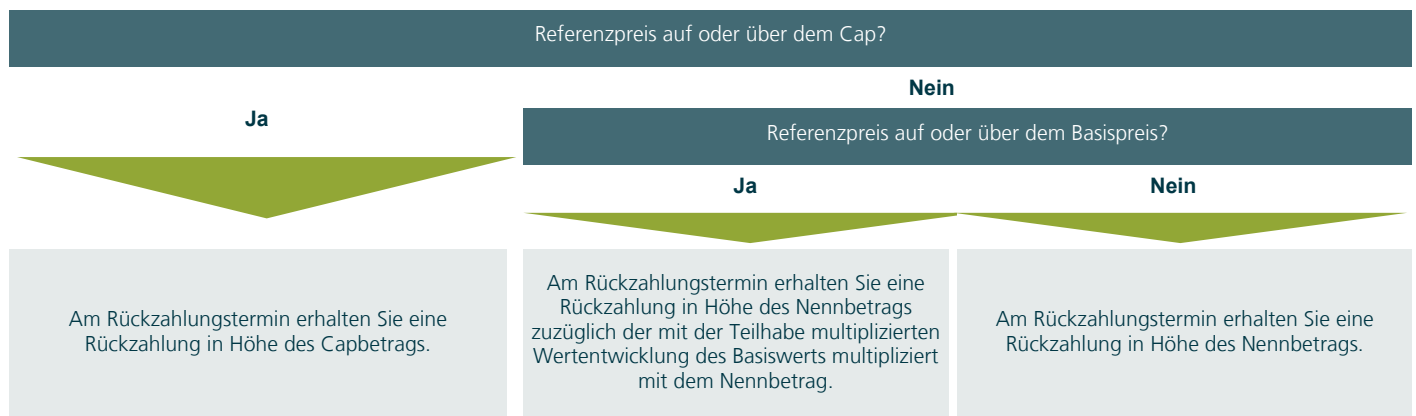 Referenzpreis auf oder über dem Cap?
Ja
Nein
Referenzpreis auf oder über dem Basispreis?
Ja
Nein
Am Rückzahlungstermin erhalten Sie eine
Rückzahlung in Höhe des Capbetrags.
Am Rückzahlungstermin erhalten Sie eine
Rückzahlung in Höhe des Nennbetrags
zuzüglich der mit der Teilhabe multiplizierten
Wertentwicklung des Basiswerts multipliziert
mit dem Nennbetrag.
Am Rückzahlungstermin erhalten Sie eine
Rückzahlung in Höhe des Nennbetrags.